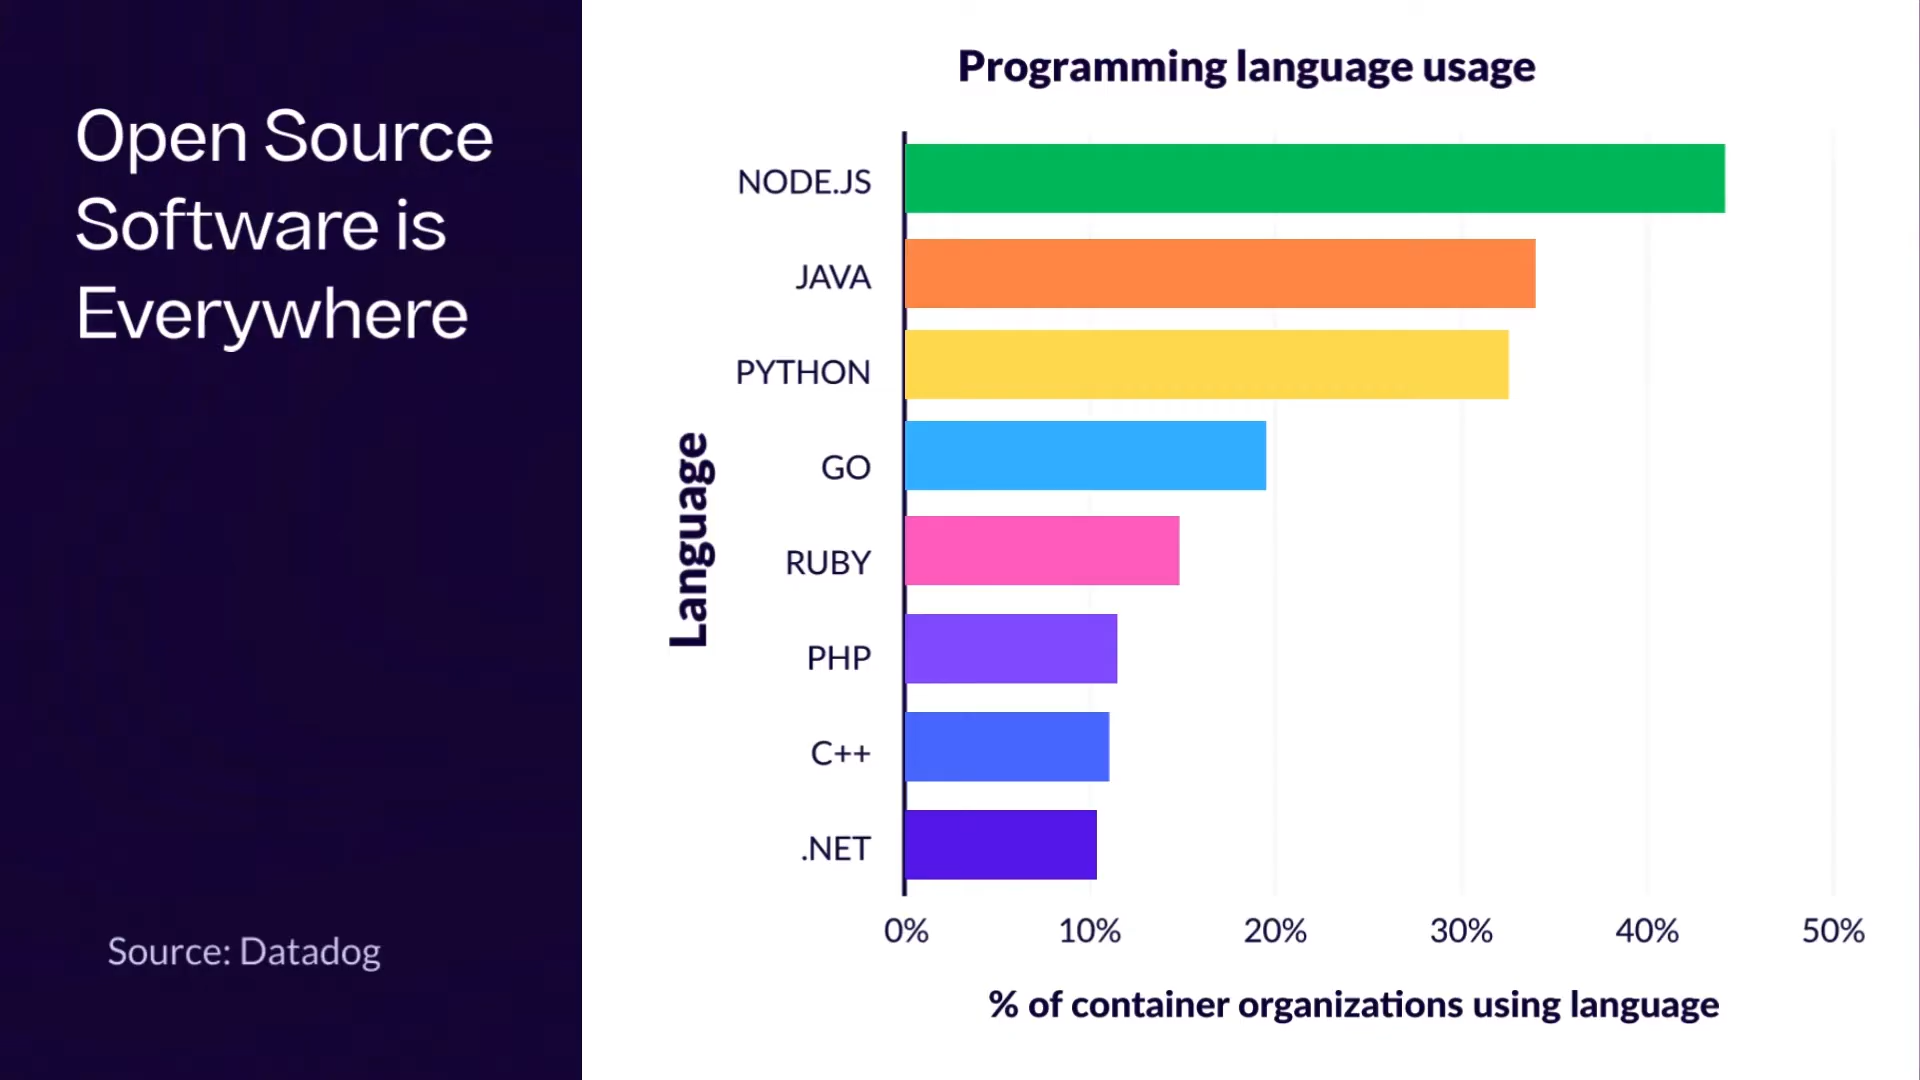 Open Source
Software is
Everywhere
Source: Datadog
Programming language usage
Language
NODE.JS
JAVA
PYTHON
GO
RUBY
PHP
C++
.NET
0% 10% 20% 30% 40% 50%
% of container organizations using language